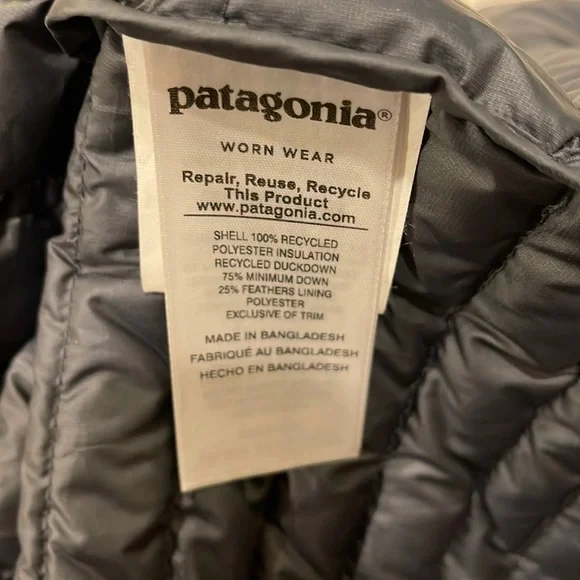 patagonia®
WORN WEAR
Repair, Reuse, Recycle
This Product
www.patagonia.com
SHELL 100% RECYCLED
POLYESTER INSULATION
RECYCLED DUCKDOWN
75% MINIMUM DOWN
25% FEATHERS LINING
POLYESTER
EXCLUSIVE OF TRIM
MADE IN BANGLADESH
FABRIQUÉ AU BANGLADESH
HECHO EN BANGLADESH